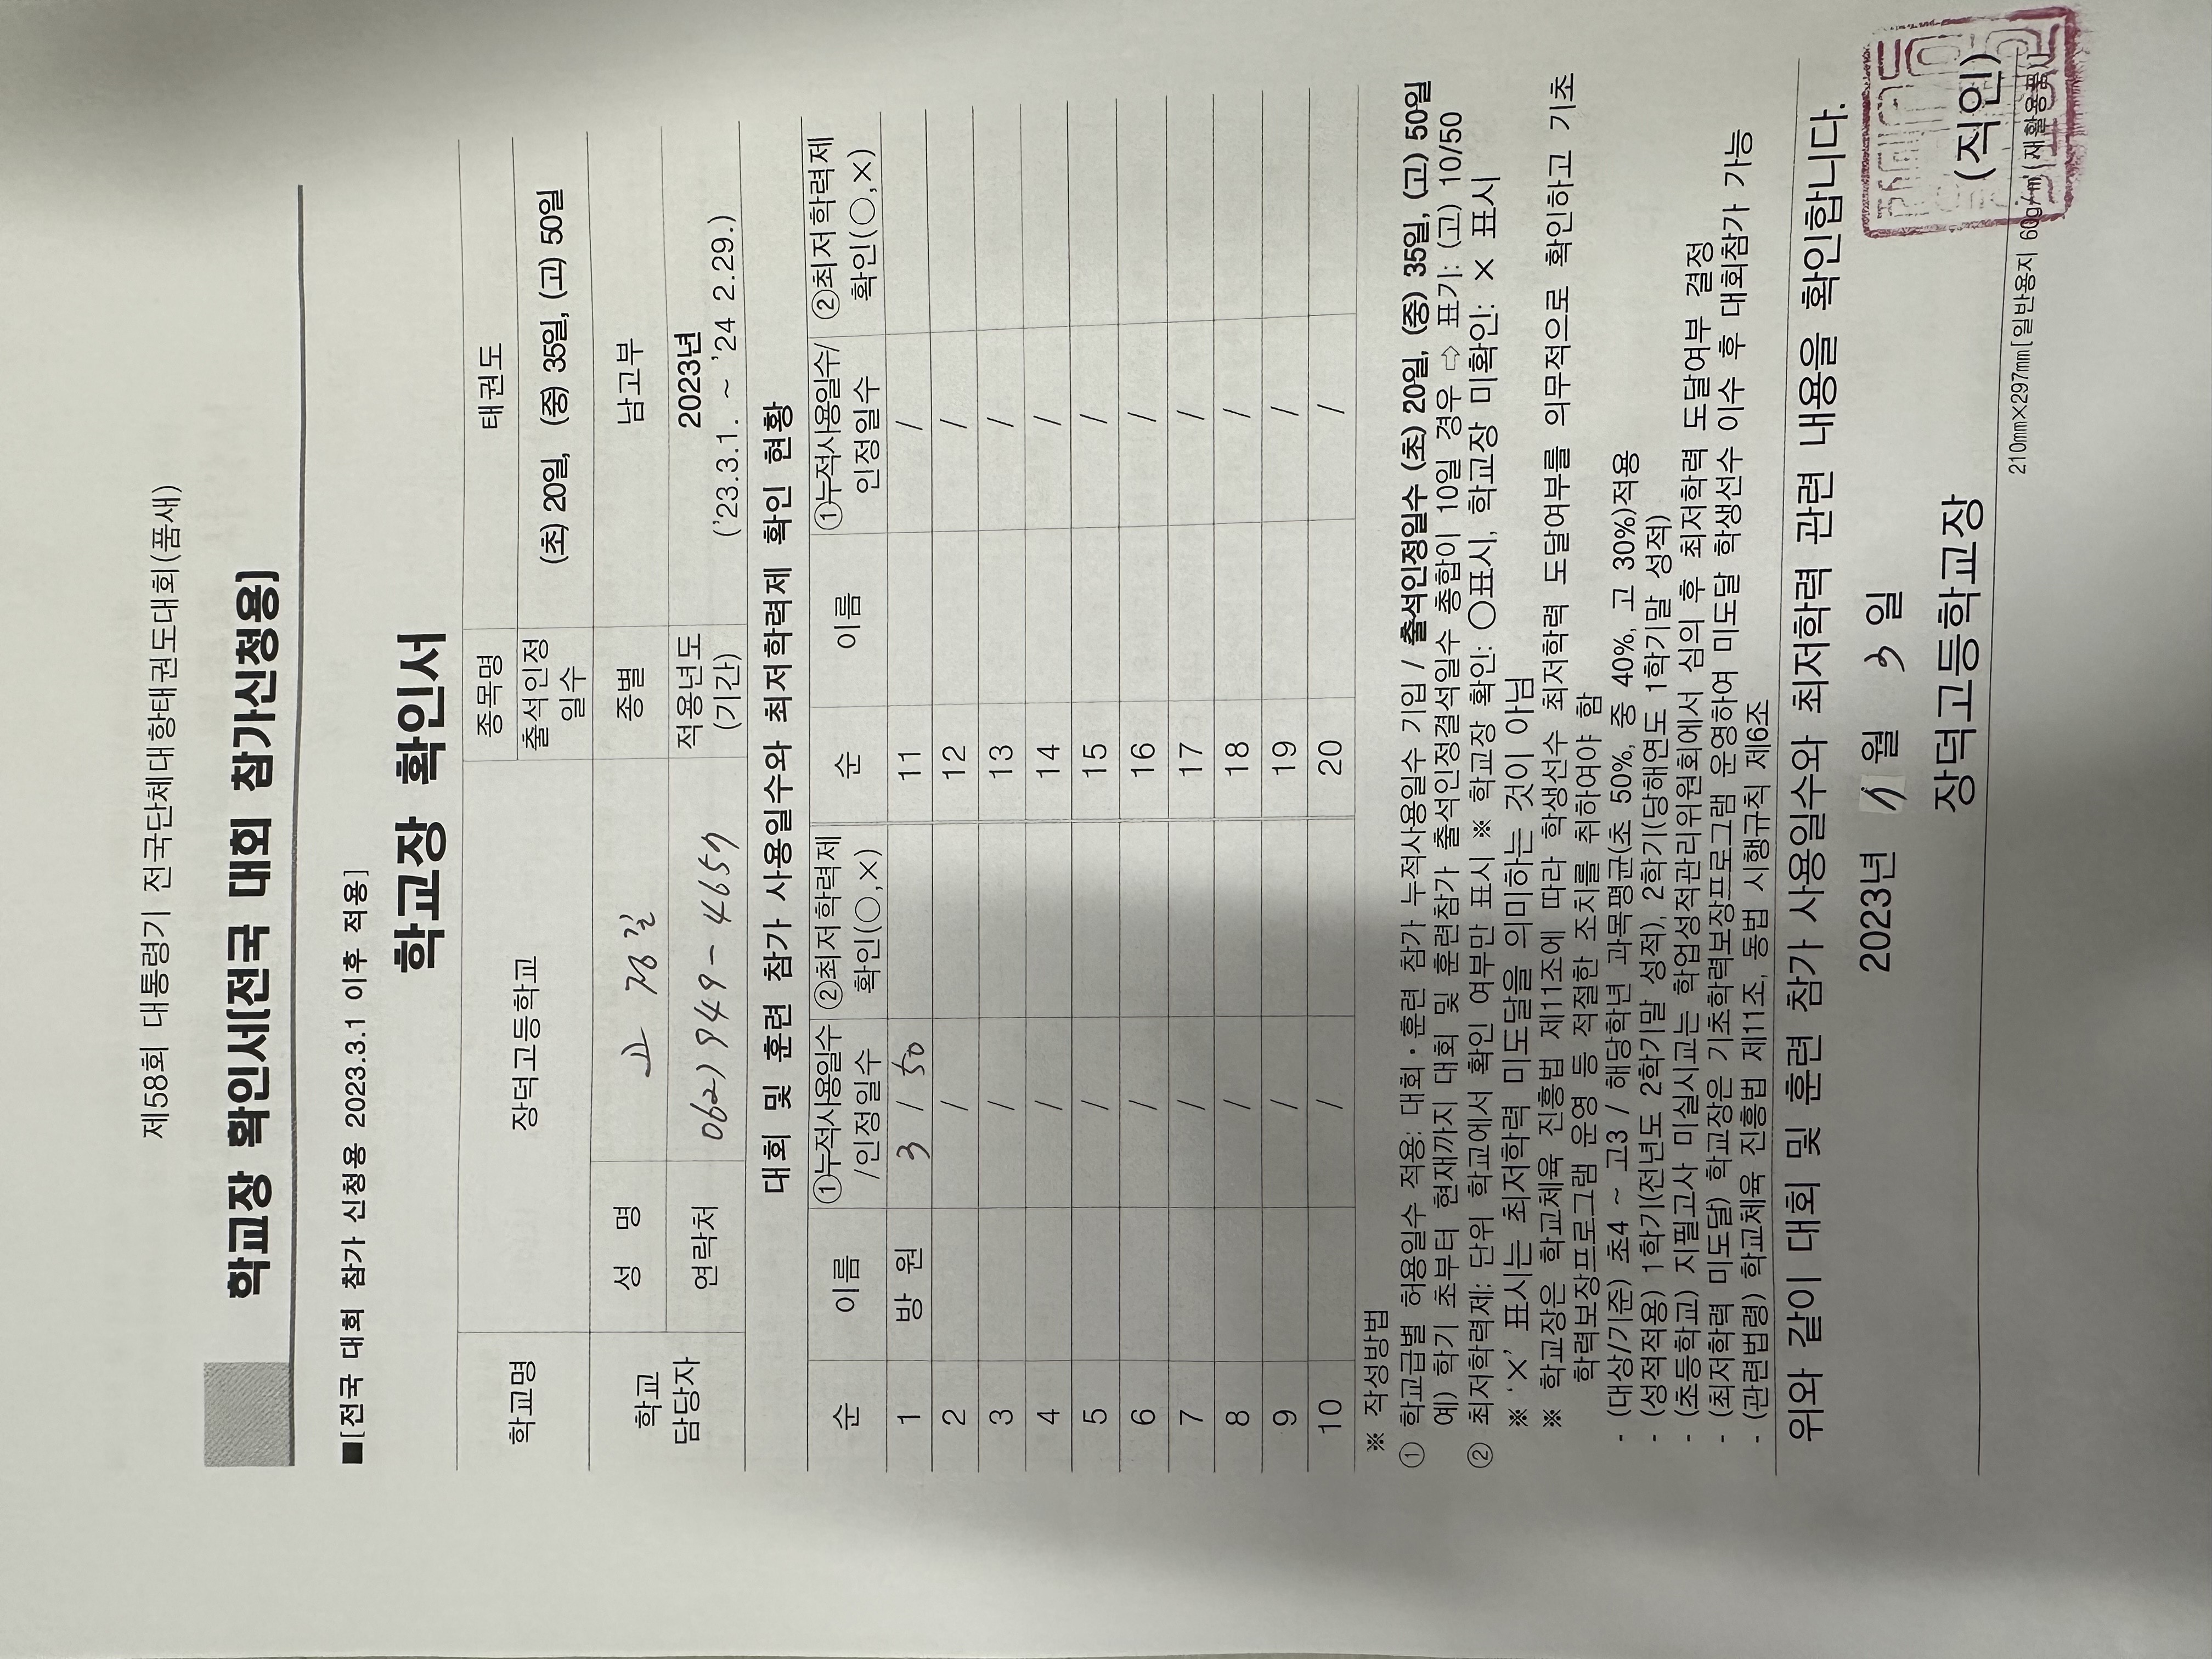 제58회 대통령기 전국단체대항태권도대회(품새)
학교장 확인서[전국 대회 참가신청용]
■[전국 대회 참가 신청용 2023.3.1 이후 적용]
학교장 확인서
학교명 장덕고등학교 종목명 태권도
출석인정 일수 (초) 20일, (중) 35일, (고) 50일
학교 담당자 성 명 고 정길 종별 남고부
연락처 062) 949-4657 적용년도 (기간) 2023년 ('23.3.1. ~ '24 2.29.)
대회 및 훈련 참가 사용일수와 최저학력제 확인 현황
순 이름 ①누적사용일수 /인정일수 ②최저학력제 확인(○,×) 순 이름 ①누적사용일수/ 인정일수 ②최저학력제 확인(○,×)
1 방 원 3 / 50 11 /
2 / 12 /
3 / 13 /
4 / 14 /
5 / 15 /
6 / 16 /
7 / 17 /
8 / 18 /
9 / 19 /
10 / 20 /
※ 작성방법
① 학교급별 허용일수 적용: 대회·훈련 참가 누적사용일수 기입 / 출석인정일수 (초) 20일, (중) 35일, (고) 50일
예) 학기 초부터 현재까지 대회 및 훈련참가 출석인정결석일수 총합이 10일 경우 ⇨ 표기: (고) 10/50
② 최저학력제: 단위 학교에서 확인 여부만 표시 ※ 학교장 확인: ○표시, 학교장 미확인: × 표시
※ '×' 표시는 최저학력 미도달을 의미하는 것이 아님
※ 학교장은 학교체육 진흥법 제11조에 따라 학생선수 최저학력 도달여부를 의무적으로 확인하고 기초
학력보장프로그램 운영 등 적절한 조치를 취하여야 함
- (대상/기준) 초4 ~ 고3 / 해당학년 과목평균(초 50%, 중 40%, 고 30%)적용
- (성적적용) 1학기(전년도 2학기말 성적), 2학기(당해연도 1학기말 성적)
- (초등학교) 지필고사 미실시교는 학업성적관리위원회에서 심의 후 최저학력 도달여부 결정
- (최저학력 미도달) 학교장은 기초학력보장프로그램 운영하여 미도달 학생선수 이수 후 대회참가 가능
- (관련법령) 학교체육 진흥법 제11조, 동법 시행규칙 제6조
위와 같이 대회 및 훈련 참가 사용일수와 최저학력 관련 내용을 확인합니다.
2023년 월 3 일
장덕고등학교장 (직인)
210mm×297mm[일반용지 60g/㎡(재활용품)]